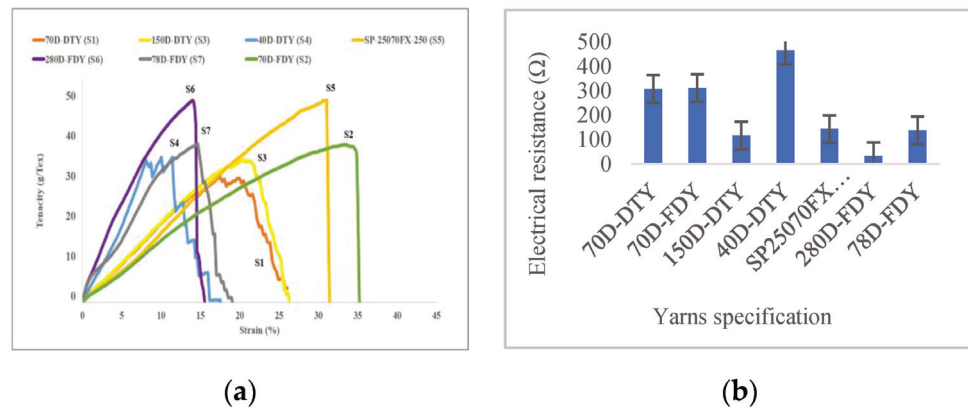 70D-DTY (S1) 150D-DTY (S3) 40D-DTY (S4) SP-25070FX-250 (S5)
280D-FDY (S6) 78D-FDY (S7) 70D-FDY (S2)
Tenacity (g/Tex)
50
40
30
20
10
0
S6
S5
S7
S2
S4
S3
S1
0 5 10 15 20 25 30 35 40 45
Strain (%)
(a)
Electrical resistance (Ω)
500
400
300
200
100
0
70D-DTY
70D-FDY
150D-DTY
40D-DTY
SP25070FX…
280D-FDY
78D-FDY
Yarns specification
(b)